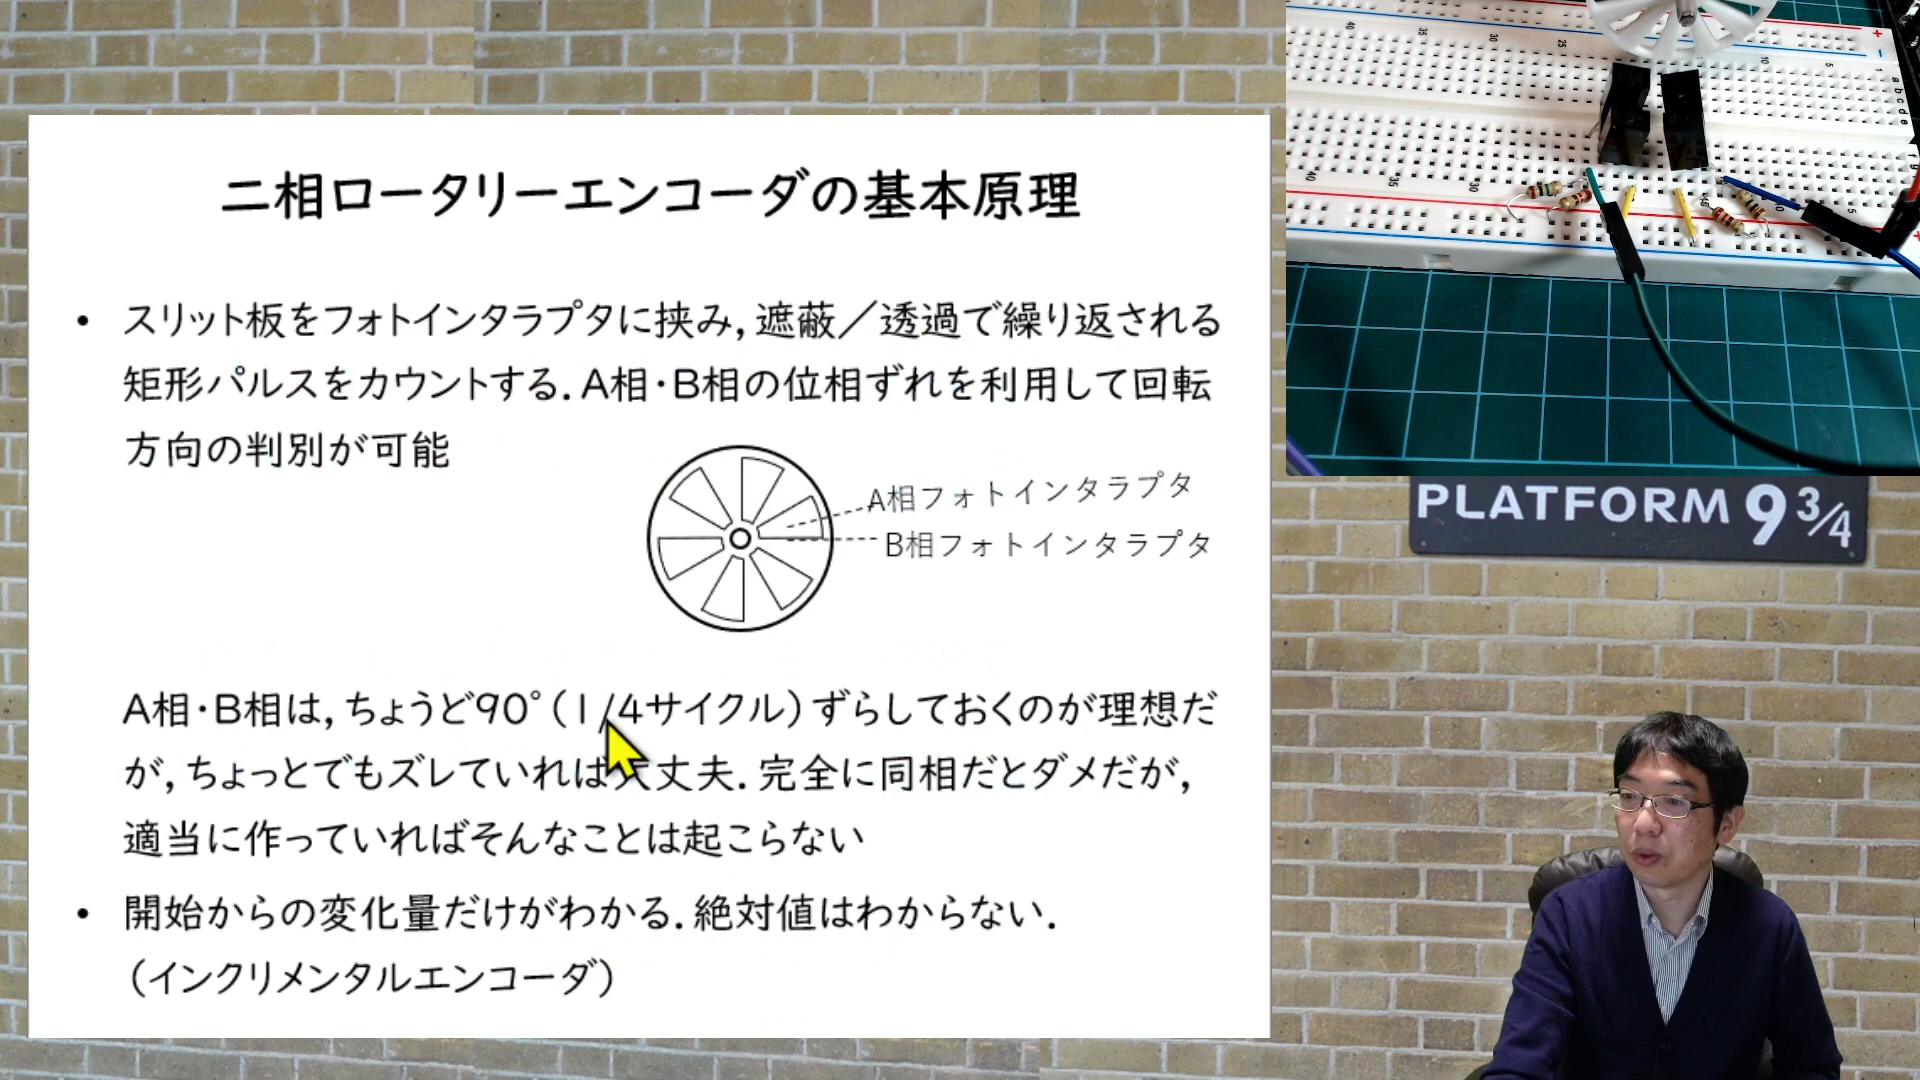 二相ロータリーエンコーダの基本原理
• スリット板をフォトインタラプタに挟み，遮蔽／透過で繰り返される
矩形パルスをカウントする．A相・B相の位相ずれを利用して回転
方向の判別が可能
A相フォトインタラプタ
B相フォトインタラプタ
A相・B相は，ちょうど90°（1/4サイクル）ずらしておくのが理想だ
が，ちょっとでもズレていれば大丈夫．完全に同相だとダメだが，
適当に作っていればそんなことは起こらない
• 開始からの変化量だけがわかる．絶対値はわからない．
（インクリメンタルエンコーダ）
PLATFORM 9 3/4
40
35
30
25
10
5
a b c d e
40
35
30